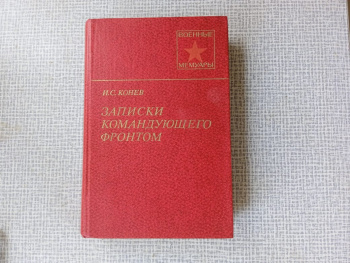 ВОЕННЫЕ
МЕМУАРЫ
И.С. КОНЕВ
ЗАПИСКИ
КОМАНДУЮЩЕГО
ФРОНТОМ